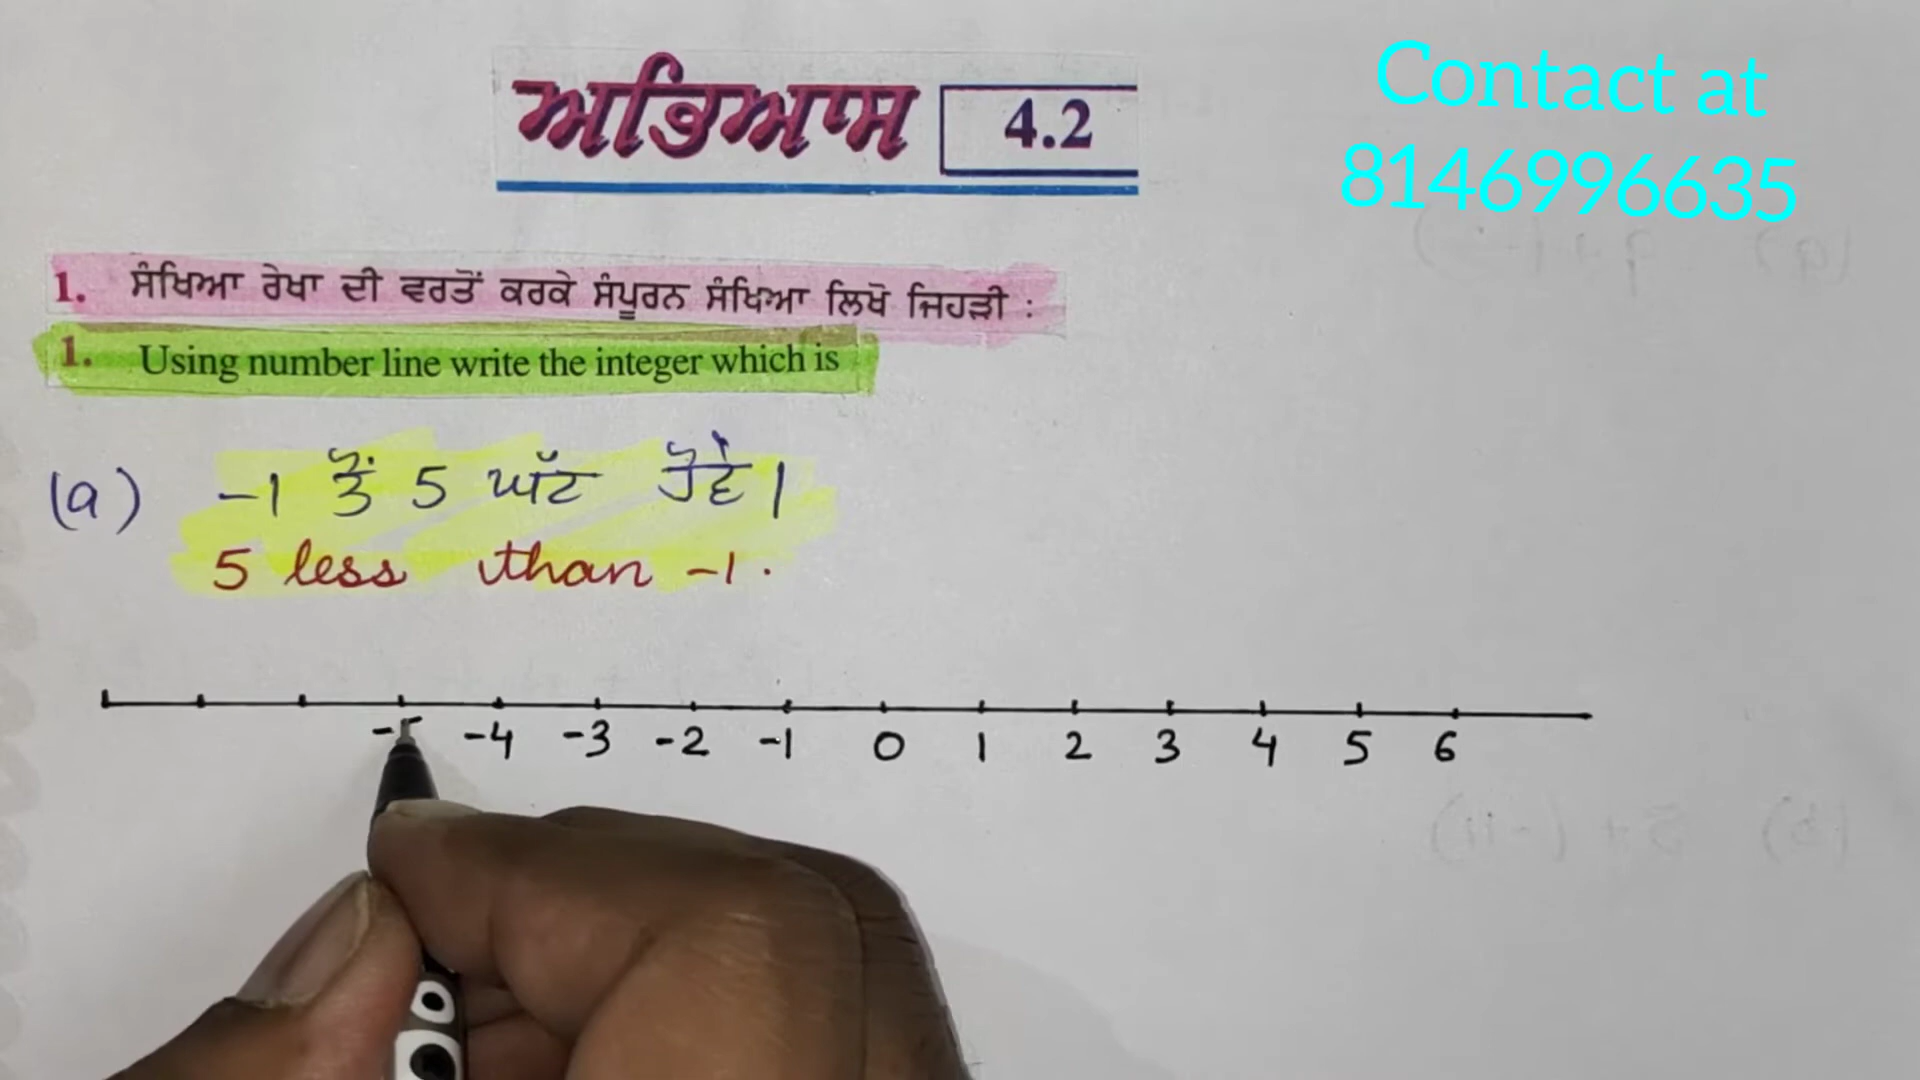 ਅਭਿਆਸ 4.2
Contact at
8146996635
1. ਸੰਖਿਆ ਰੇਖਾ ਦੀ ਵਰਤੋਂ ਕਰਕੇ ਸੰਪੂਰਨ ਸੰਖਿਆ ਲਿਖੋ ਜਿਹੜੀ :
1. Using number line write the integer which is
(a) -1 ਤੋਂ 5 ਘੱਟ ਹੋਵੇ।
5 less than -1.
-4 -3 -2 -1 0 1 2 3 4 5 6